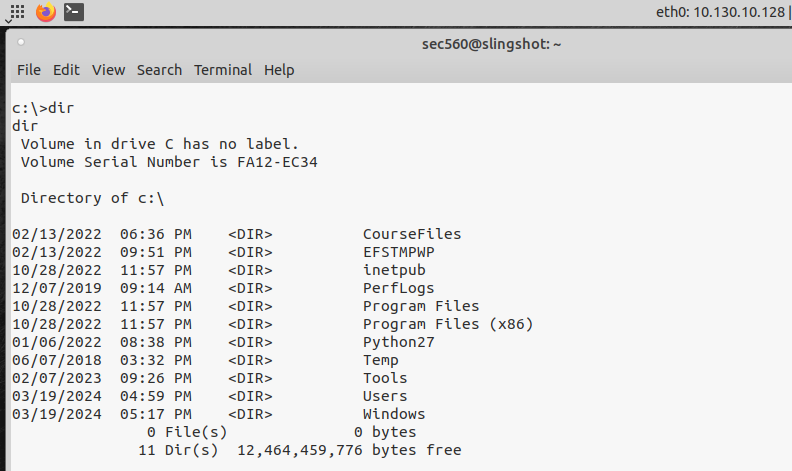 eth0: 10.130.10.128
sec560@slingshot: ~
File Edit View Search Terminal Help
c:\>dir
dir
 Volume in drive C has no label.
 Volume Serial Number is FA12-EC34

 Directory of c:\

02/13/2022  06:36 PM    <DIR>          CourseFiles
02/13/2022  09:51 PM    <DIR>          EFSTMPWP
10/28/2022  11:57 PM    <DIR>          inetpub
12/07/2019  09:14 AM    <DIR>          PerfLogs
10/28/2022  11:57 PM    <DIR>          Program Files
10/28/2022  11:57 PM    <DIR>          Program Files (x86)
01/06/2022  08:38 PM    <DIR>          Python27
06/07/2018  03:32 PM    <DIR>          Temp
02/07/2023  09:26 PM    <DIR>          Tools
03/19/2024  04:59 PM    <DIR>          Users
03/19/2024  05:17 PM    <DIR>          Windows
               0 File(s)              0 bytes
              11 Dir(s)  12,464,459,776 bytes free